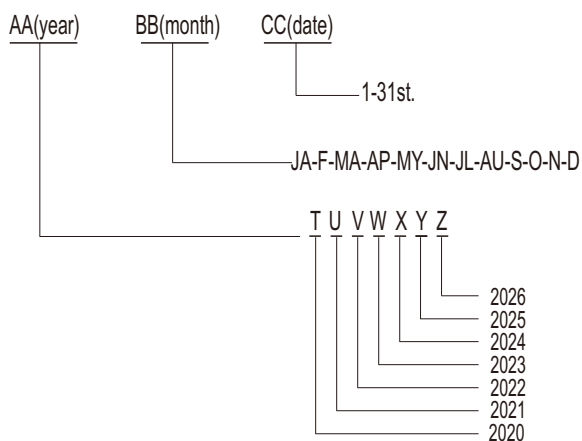 AA(year) BB(month) CC(date)
1-31st.
JA-F-MA-AP-MY-JN-JL-AU-S-O-N-D
T U V W X Y Z
2026
2025
2024
2023
2022
2021
2020